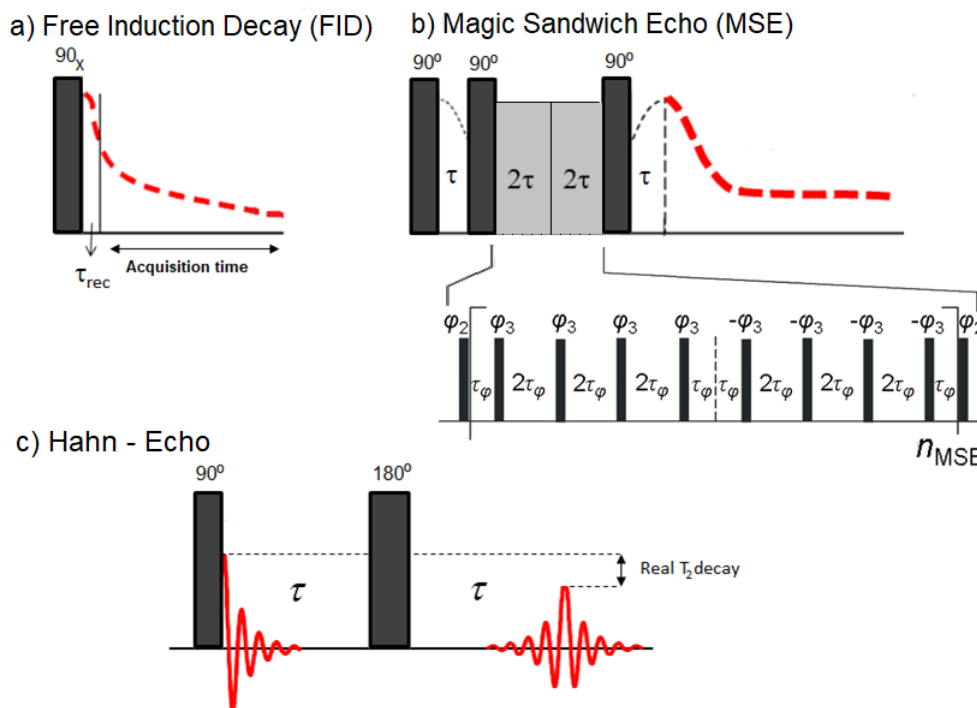 a) Free Induction Decay (FID)
b) Magic Sandwich Echo (MSE)
90x
90º 90º 90º
τ 2τ 2τ τ
τrec
Acquisition time
φ2 φ3 φ3 φ3 φ3 -φ3 -φ3 -φ3 -φ3 φ2
τφ 2τφ 2τφ 2τφ τφ τφ 2τφ 2τφ 2τφ τφ
nMSE
c) Hahn - Echo
90º 180º
τ τ
Real T2 decay